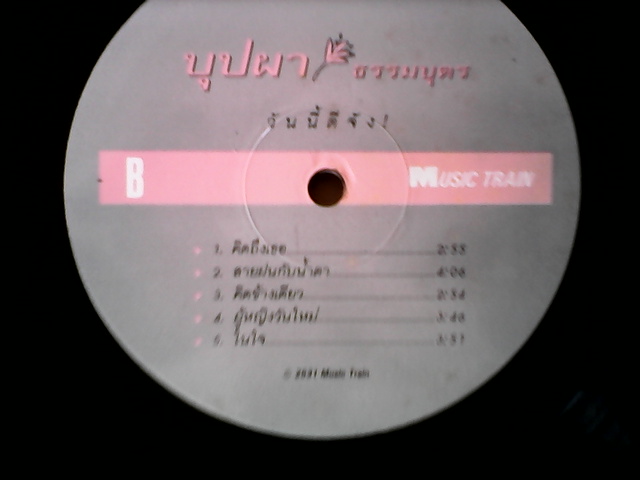 บุปผา ธรรมบุตร
วันนี้ดีจัง!
B MUSIC TRAIN
1. คิดถึงเธอ 2:55
2. สายฝนกับน้ำตา 4:06
3. คิดข้างเดียว 2:54
4. ผู้หญิงวันใหม่ 3:46
5. ในใจ 3:51
© 2531 Music Train